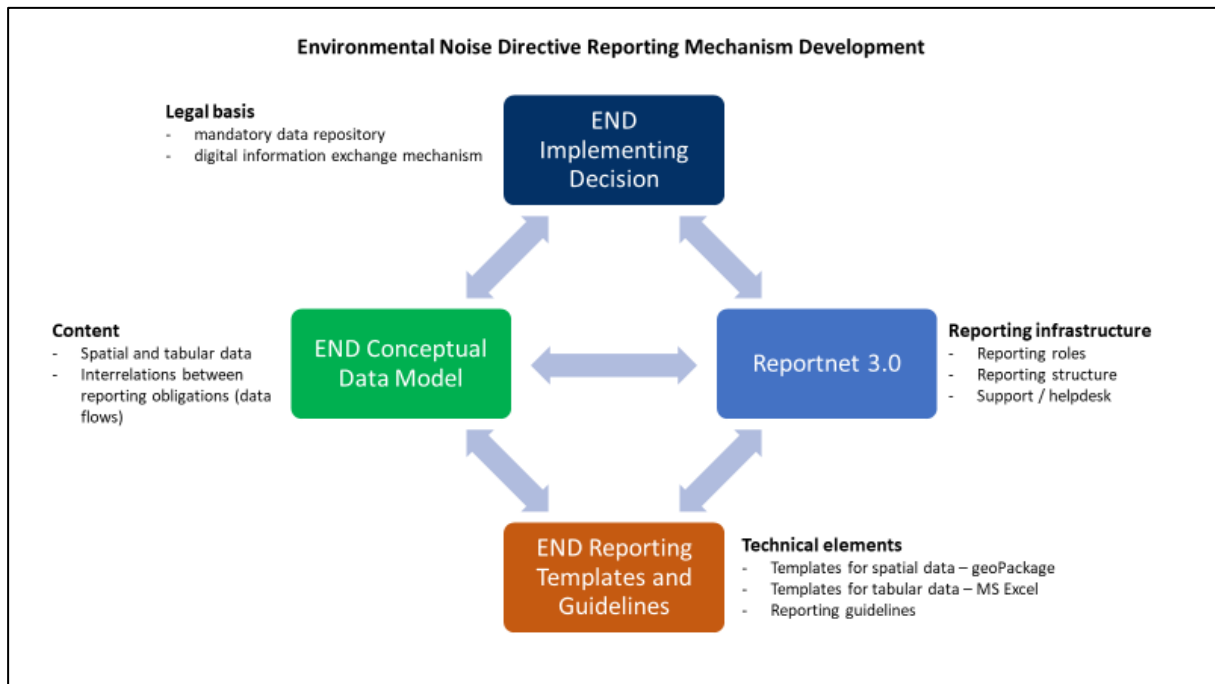 Environmental Noise Directive Reporting Mechanism Development
Legal basis
- mandatory data repository
- digital information exchange mechanism
END
Implementing
Decision
Content
- Spatial and tabular data
- Interrelations between
reporting obligations (data
flows)
END Conceptual
Data Model
Reportnet 3.0
Reporting infrastructure
- Reporting roles
- Reporting structure
- Support / helpdesk
END Reporting
Templates and
Guidelines
Technical elements
- Templates for spatial data – geoPackage
- Templates for tabular data – MS Excel
- Reporting guidelines